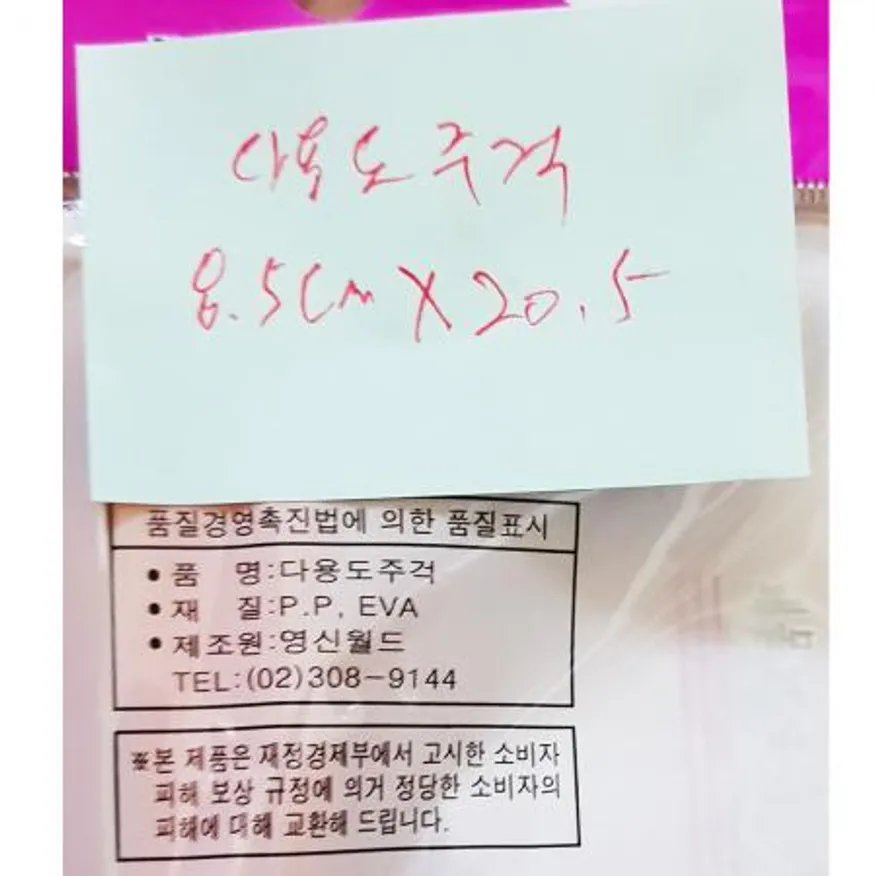 다용도주걱
8.5cm X 20.5
품질경영촉진법에 의한 품질표시
• 품 명:다용도주걱
• 재 질:P.P, EVA
• 제조원:영신월드
TEL:(02)308-9144
※본 제품은 재정경제부에서 고시한 소비자
피해 보상 규정에 의거 정당한 소비자의
피해에 대해 교환해 드립니다.